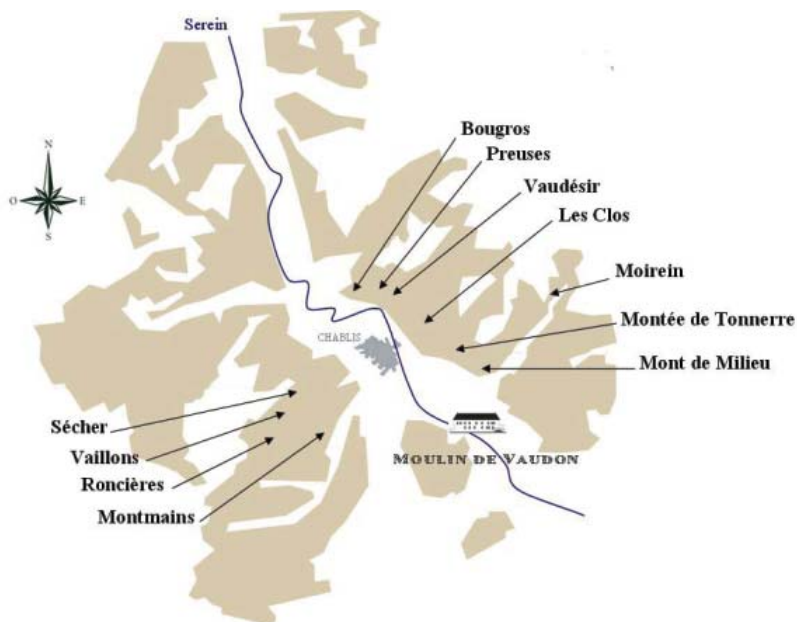 Serein
Bougros
Preuses
Vaudésir
Les Clos
N
O
E
S
Moirein
Montée de Tonnerre
CHABLIS
Mont de Milieu
Sécher
Vaillons
MOULIN DE VAUDON
Roncières
Montmains